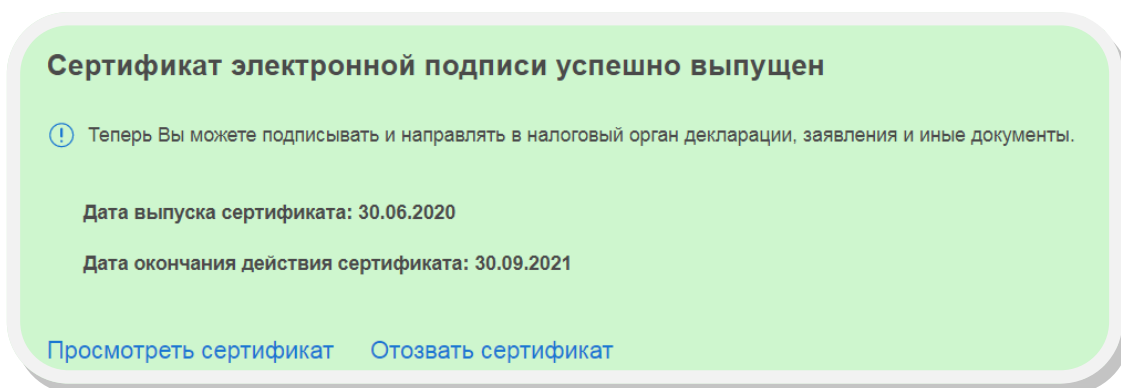 Сертификат электронной подписи успешно выпущен
Теперь Вы можете подписывать и направлять в налоговый орган декларации, заявления и иные документы.
Дата выпуска сертификата: 30.06.2020
Дата окончания действия сертификата: 30.09.2021
Просмотреть сертификат Отозвать сертификат